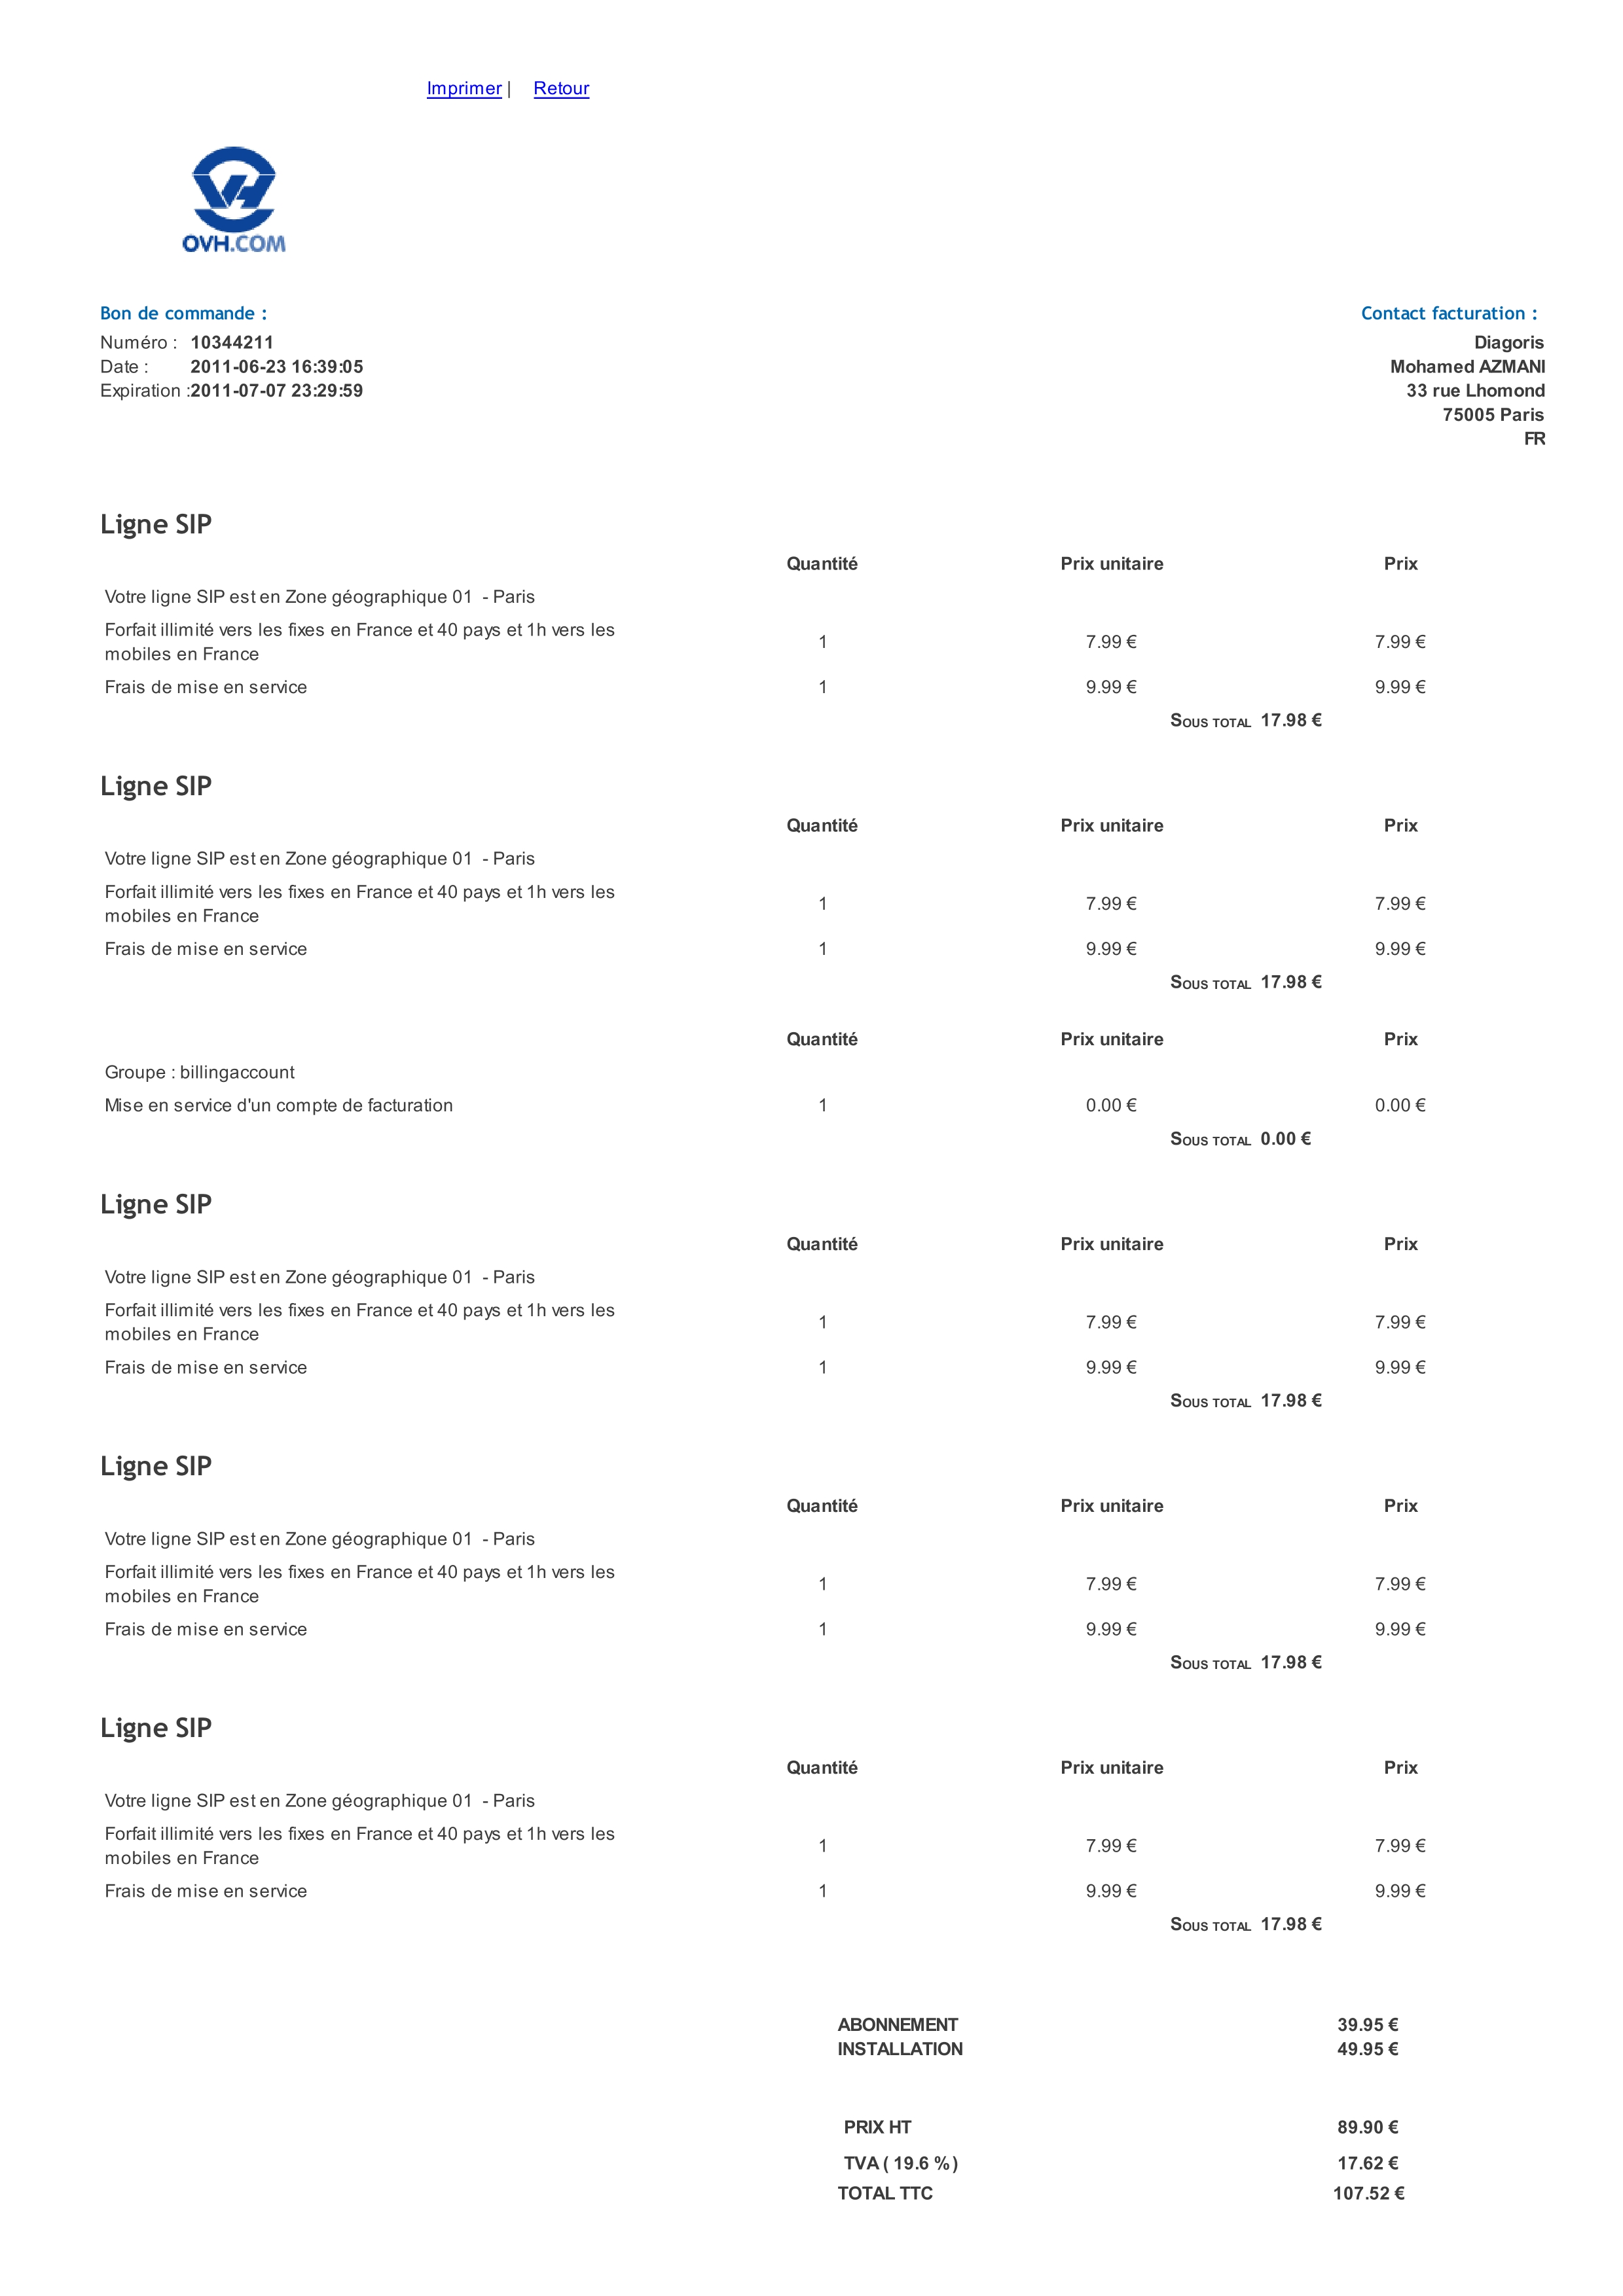 Imprimer | Retour
OVH.COM
Bon de commande :
Numéro : 10344211
Date : 2011-06-23 16:39:05
Expiration :2011-07-07 23:29:59
Contact facturation :
Diagoris
Mohamed AZMANI
33 rue Lhomond
75005 Paris
FR
Ligne SIP
Quantité Prix unitaire Prix
Votre ligne SIP est en Zone géographique 01 - Paris
Forfait illimité vers les fixes en France et 40 pays et 1h vers les
mobiles en France
1 7.99 € 7.99 €
Frais de mise en service 1 9.99 € 9.99 €
SOUS TOTAL 17.98 €
Ligne SIP
Quantité Prix unitaire Prix
Votre ligne SIP est en Zone géographique 01 - Paris
Forfait illimité vers les fixes en France et 40 pays et 1h vers les
mobiles en France
1 7.99 € 7.99 €
Frais de mise en service 1 9.99 € 9.99 €
SOUS TOTAL 17.98 €
Quantité Prix unitaire Prix
Groupe : billingaccount
Mise en service d'un compte de facturation 1 0.00 € 0.00 €
SOUS TOTAL 0.00 €
Ligne SIP
Quantité Prix unitaire Prix
Votre ligne SIP est en Zone géographique 01 - Paris
Forfait illimité vers les fixes en France et 40 pays et 1h vers les
mobiles en France
1 7.99 € 7.99 €
Frais de mise en service 1 9.99 € 9.99 €
SOUS TOTAL 17.98 €
Ligne SIP
Quantité Prix unitaire Prix
Votre ligne SIP est en Zone géographique 01 - Paris
Forfait illimité vers les fixes en France et 40 pays et 1h vers les
mobiles en France
1 7.99 € 7.99 €
Frais de mise en service 1 9.99 € 9.99 €
SOUS TOTAL 17.98 €
Ligne SIP
Quantité Prix unitaire Prix
Votre ligne SIP est en Zone géographique 01 - Paris
Forfait illimité vers les fixes en France et 40 pays et 1h vers les
mobiles en France
1 7.99 € 7.99 €
Frais de mise en service 1 9.99 € 9.99 €
SOUS TOTAL 17.98 €
ABONNEMENT 39.95 €
INSTALLATION 49.95 €
PRIX HT 89.90 €
TVA ( 19.6 %) 17.62 €
TOTAL TTC 107.52 €